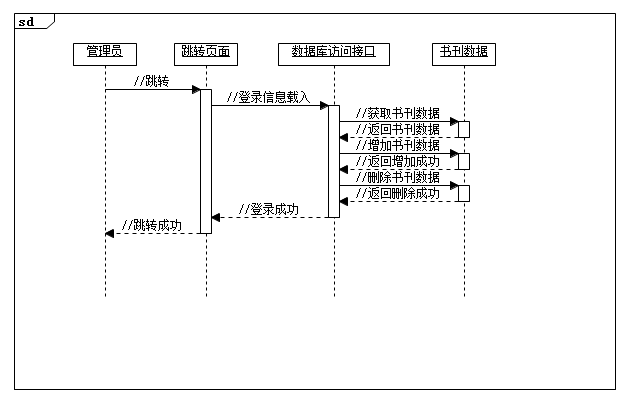 sd
管理员
跳转页面
数据库访问接口
书刊数据
//跳转
//登录信息载入
//获取书刊数据
//返回书刊数据
//增加书刊数据
//返回增加成功
//删除书刊数据
//返回删除成功
//登录成功
//跳转成功